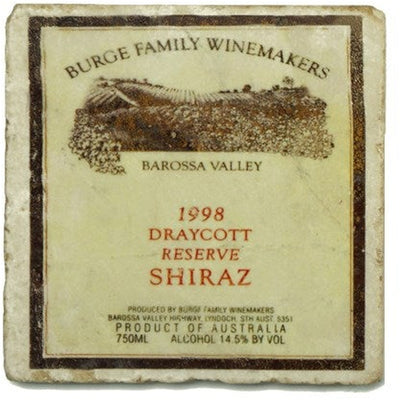 BURGE FAMILY WINEMAKERS
BAROSSA VALLEY
1998
DRAYCOTT
RESERVE
SHIRAZ
PRODUCED BY BURGE FAMILY WINEMAKERS
BAROSSA VALLEY HIGHWAY, LYNDOCH, STH AUST. 5351
PRODUCT OF AUSTRALIA
750ML ALCOHOL 14.5% BY VOL